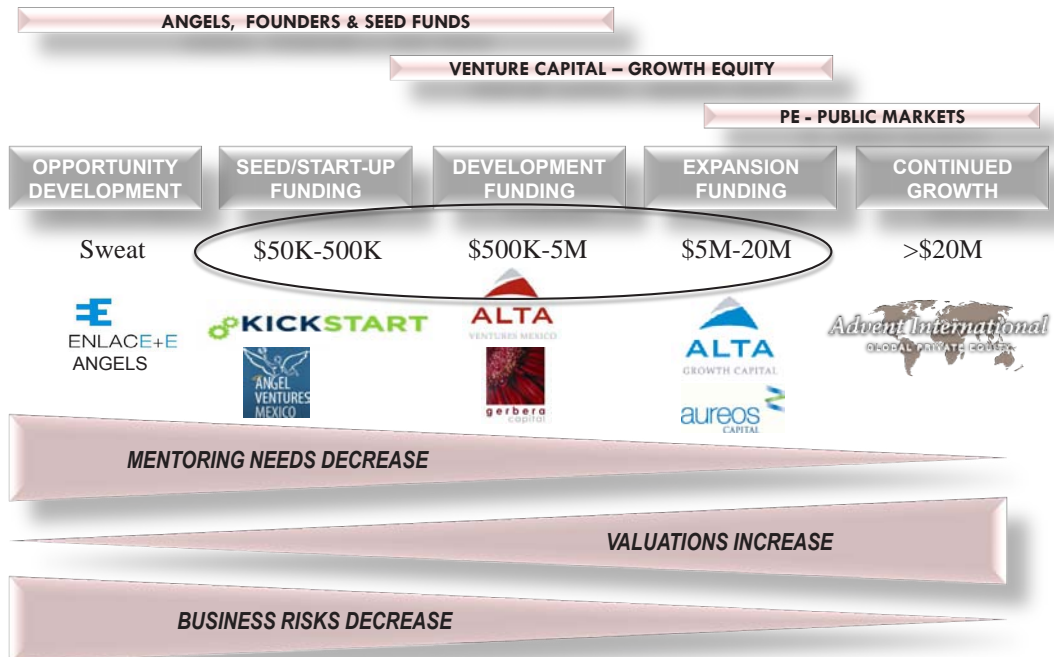 ANGELS, FOUNDERS & SEED FUNDS
VENTURE CAPITAL – GROWTH EQUITY
PE - PUBLIC MARKETS
OPPORTUNITY
DEVELOPMENT
SEED/START-UP
FUNDING
DEVELOPMENT
FUNDING
EXPANSION
FUNDING
CONTINUED
GROWTH
Sweat
$50K-500K
$500K-5M
$5M-20M
>$20M
ENLACE+E
ANGELS
KICKSTART
ANGEL
VENTURES
MEXICO
ALTA
VENTURES MEXICO
gerbera
capital
ALTA
GROWTH CAPITAL
aureos
CAPITAL
Advent International
GLOBAL PRIVATE EQUITY
MENTORING NEEDS DECREASE
VALUATIONS INCREASE
BUSINESS RISKS DECREASE